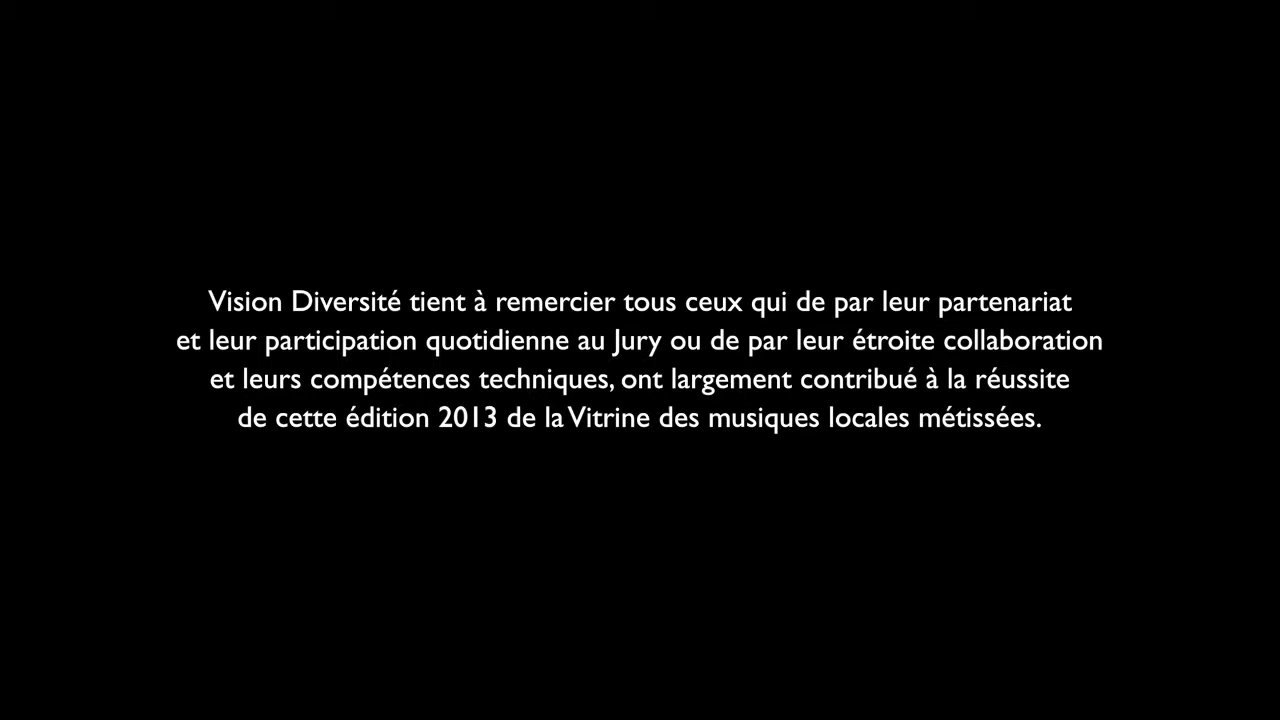 Vision Diversité tient à remercier tous ceux qui de par leur partenariat
et leur participation quotidienne au Jury ou de par leur étroite collaboration
et leurs compétences techniques, ont largement contribué à la réussite
de cette édition 2013 de la Vitrine des musiques locales métissées.